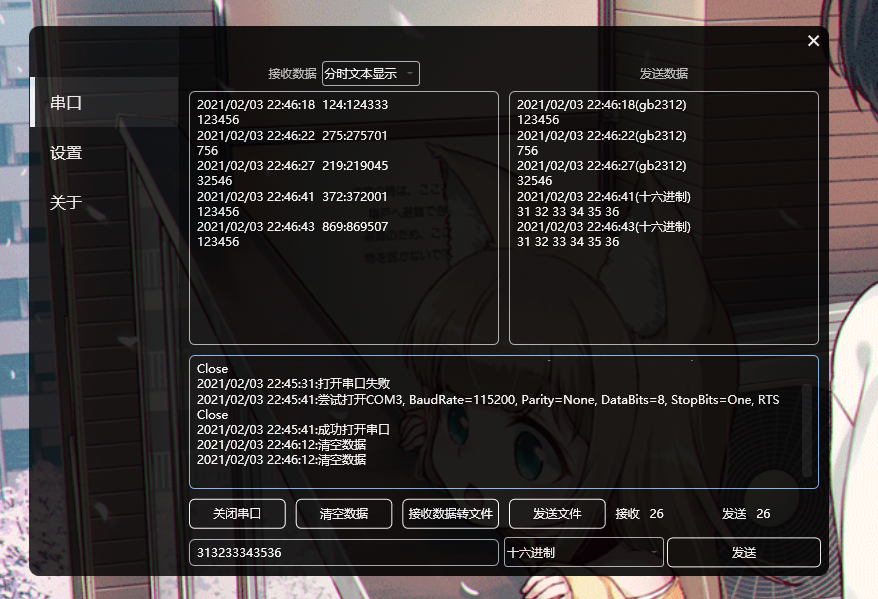 ×
串口
设置
关于
接收数据 分时文本显示
发送数据
2021/02/03 22:46:18 124:124333
123456
2021/02/03 22:46:22 275:275701
756
2021/02/03 22:46:27 219:219045
32546
2021/02/03 22:46:41 372:372001
123456
2021/02/03 22:46:43 869:869507
123456
2021/02/03 22:46:18(gb2312)
123456
2021/02/03 22:46:22(gb2312)
756
2021/02/03 22:46:27(gb2312)
32546
2021/02/03 22:46:41(十六进制)
31 32 33 34 35 36
2021/02/03 22:46:43(十六进制)
31 32 33 34 35 36
Close
2021/02/03 22:45:31:打开串口失败
2021/02/03 22:45:41:尝试打开COM3, BaudRate=115200, Parity=None, DataBits=8, StopBits=One, RTS
Close
2021/02/03 22:45:41:成功打开串口
2021/02/03 22:46:12:清空数据
2021/02/03 22:46:12:清空数据
关闭串口 清空数据 接收数据转文件 发送文件 接收 26 发送 26
313233343536 十六进制 发送